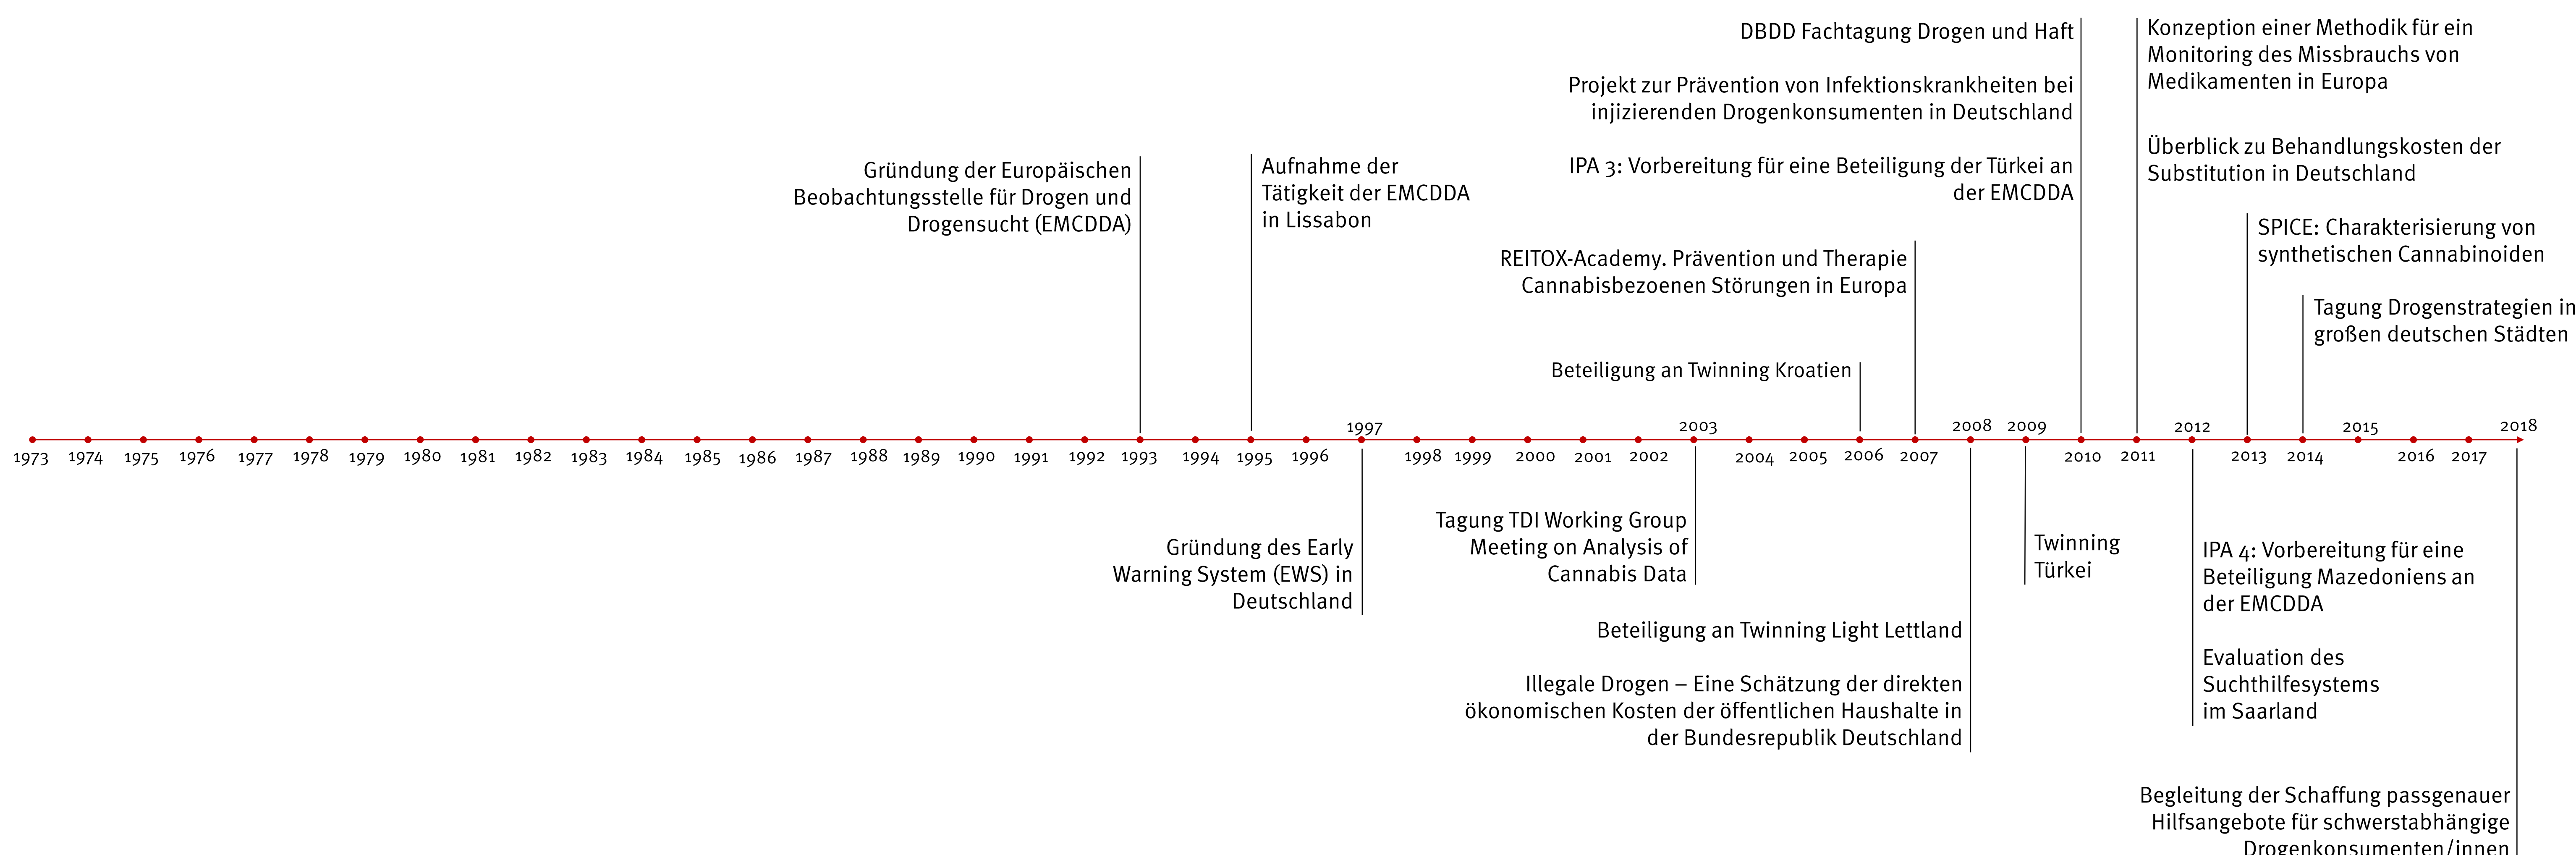 DBDD Fachtagung Drogen und Haft
Projekt zur Prävention von Infektionskrankheiten bei
injizierenden Drogenkonsumenten in Deutschland
IPA 3: Vorbereitung für eine Beteiligung der Türkei an
der EMCDDA
Konzeption einer Methodik für ein
Monitoring des Missbrauchs von
Medikamenten in Europa
Überblick zu Behandlungskosten der
Substitution in Deutschland
Gründung der Europäischen
Beobachtungsstelle für Drogen und
Drogensucht (EMCDDA)
Aufnahme der
Tätigkeit der EMCDDA
in Lissabon
REITOX-Academy. Prävention und Therapie
Cannabisbezoenen Störungen in Europa
SPICE: Charakterisierung von
synthetischen Cannabinoiden
Tagung Drogenstrategien in
großen deutschen Städten
Beteiligung an Twinning Kroatien
1997 2003 2008 2009 2012 2015 2018
1973 1974 1975 1976 1977 1978 1979 1980 1981 1982 1983 1984 1985 1986 1987 1988 1989 1990 1991 1992 1993 1994 1995 1996 1998 1999 2000 2001 2002 2004 2005 2006 2007 2010 2011 2013 2014 2016 2017
Gründung des Early
Warning System (EWS) in
Deutschland
Tagung TDI Working Group
Meeting on Analysis of
Cannabis Data
Beteiligung an Twinning Light Lettland
Illegale Drogen – Eine Schätzung der direkten
ökonomischen Kosten der öffentlichen Haushalte in
der Bundesrepublik Deutschland
Twinning
Türkei
IPA 4: Vorbereitung für eine
Beteiligung Mazedoniens an
der EMCDDA
Evaluation des
Suchthilfesystems
im Saarland
Begleitung der Schaffung passgenauer
Hilfsangebote für schwerstabhängige
Drogenkonsumenten/innen